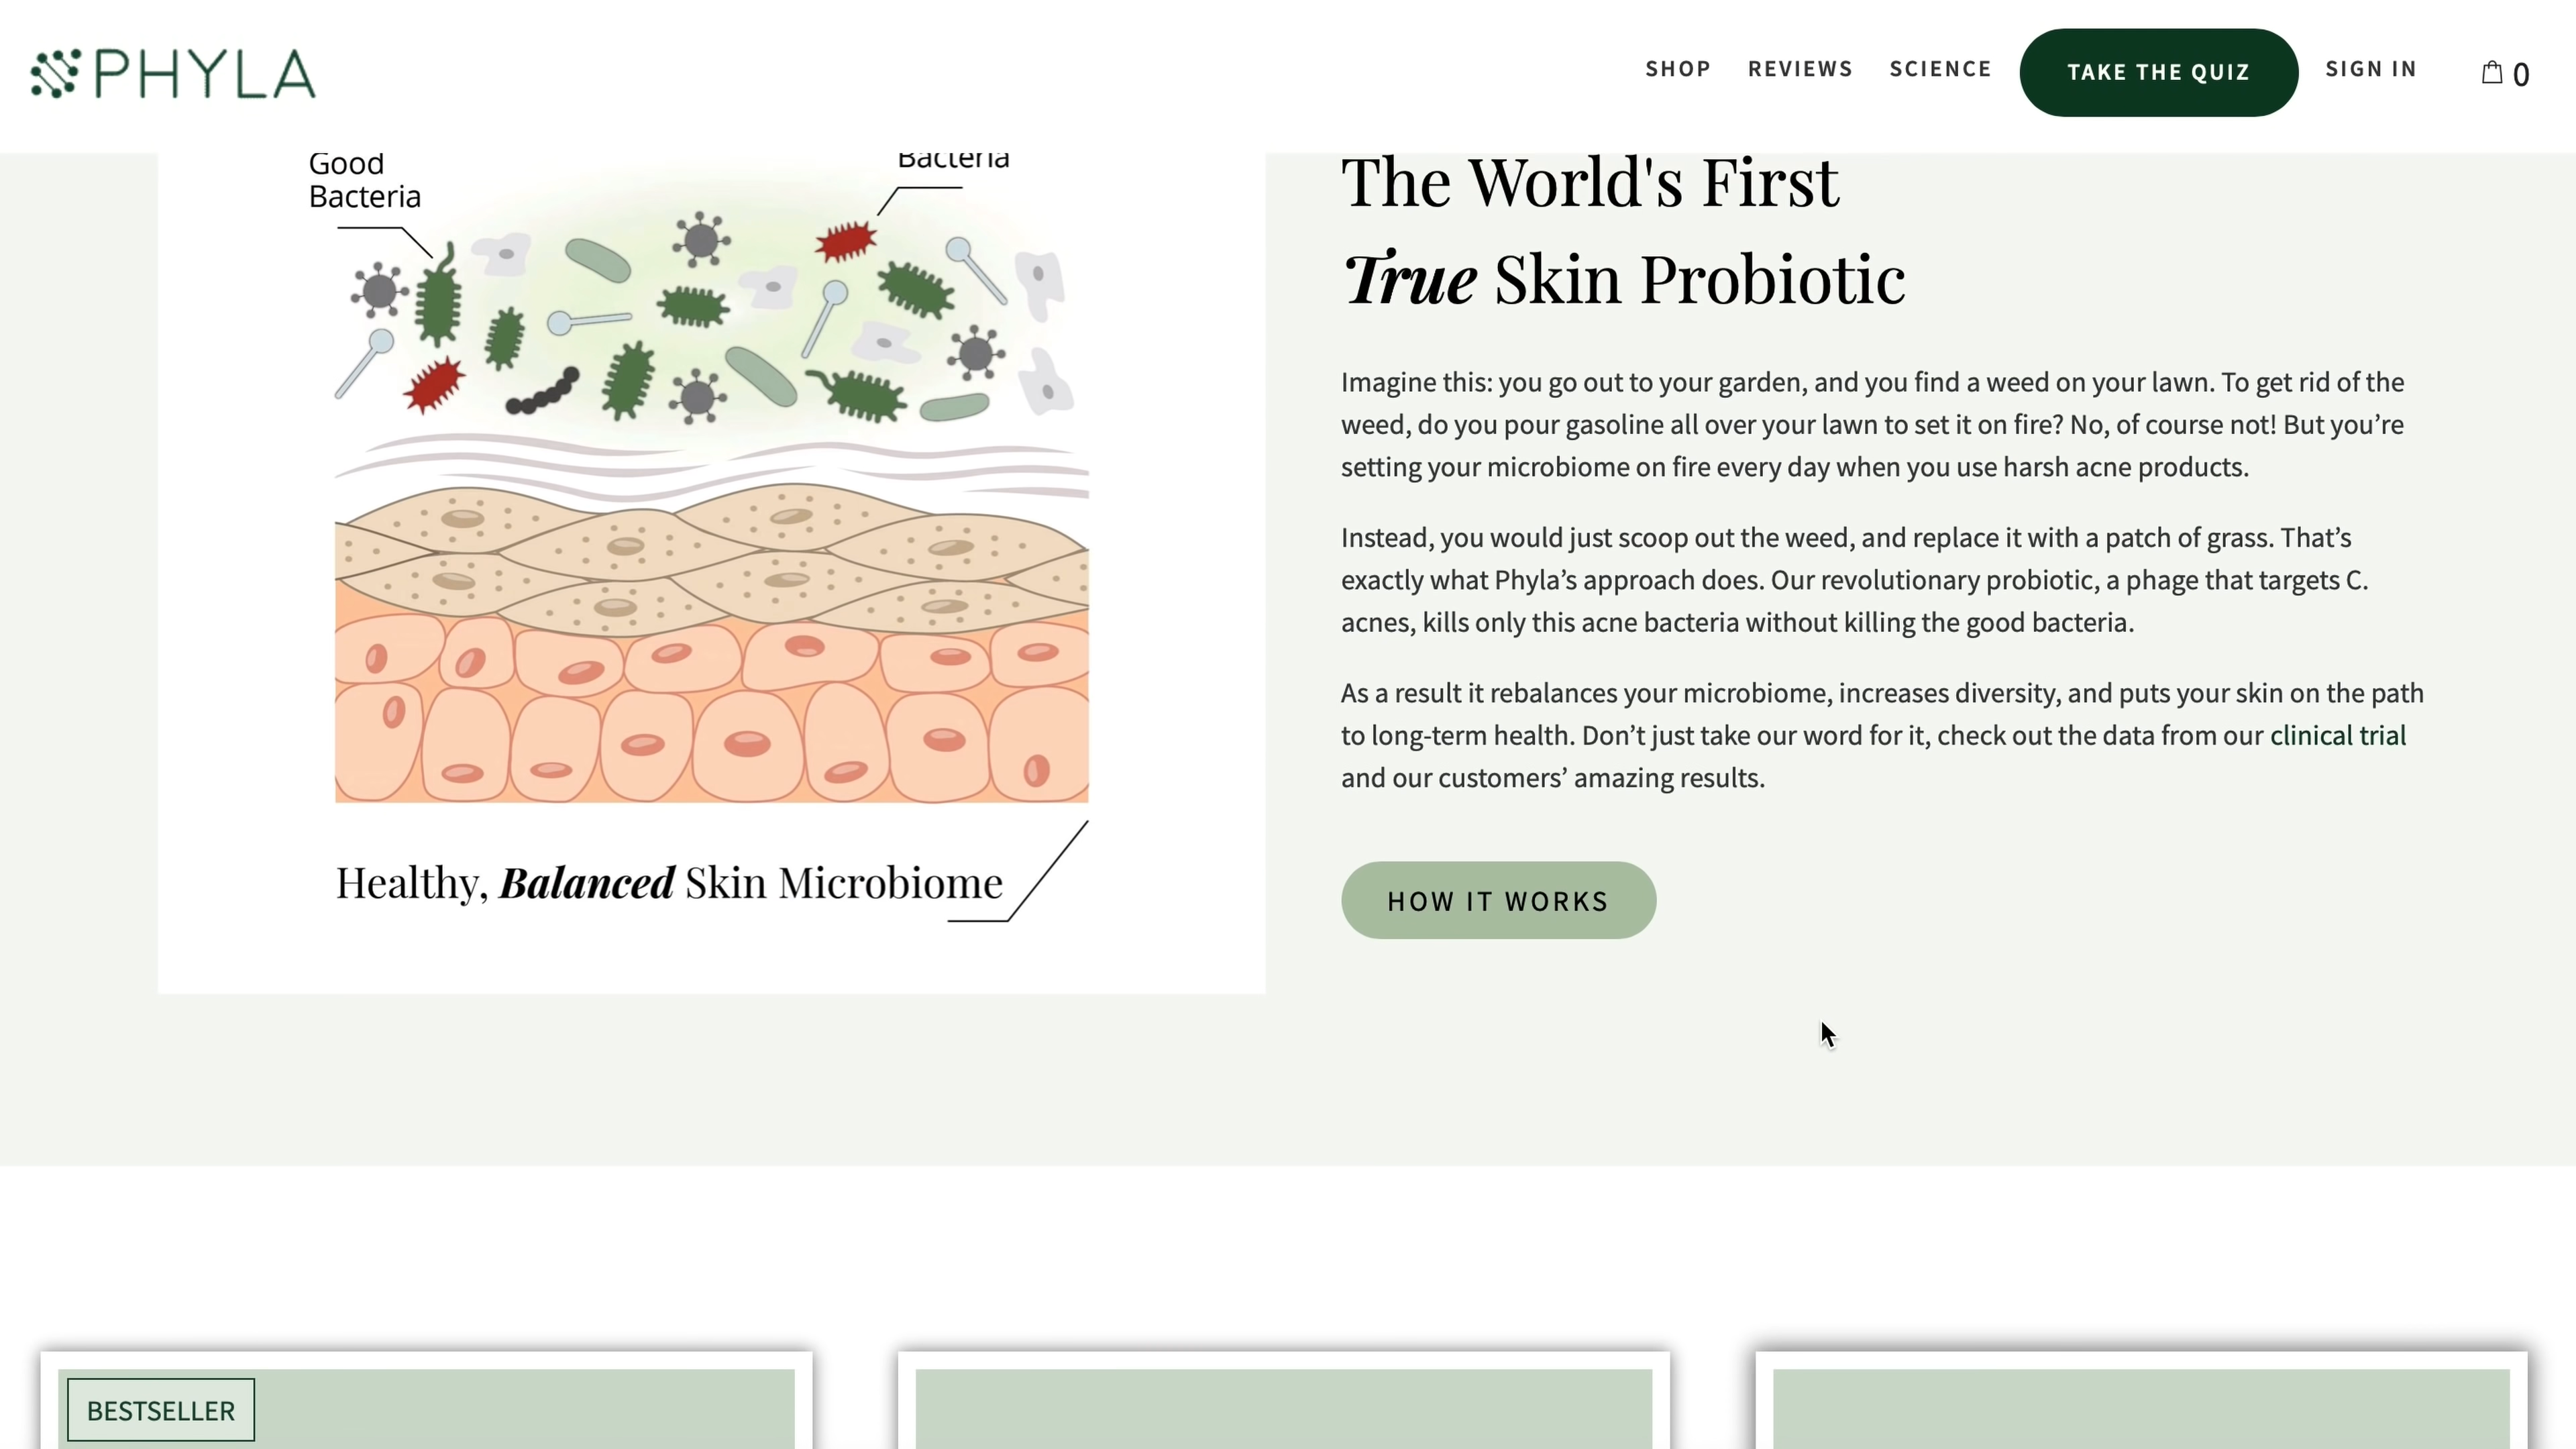 PHYLA
SHOP REVIEWS SCIENCE TAKE THE QUIZ SIGN IN 0
Good
Bacteria
Bacteria
The World's First
True Skin Probiotic
Imagine this: you go out to your garden, and you find a weed on your lawn. To get rid of the
weed, do you pour gasoline all over your lawn to set it on fire? No, of course not! But you’re
setting your microbiome on fire every day when you use harsh acne products.
Instead, you would just scoop out the weed, and replace it with a patch of grass. That’s
exactly what Phyla’s approach does. Our revolutionary probiotic, a phage that targets C.
acnes, kills only this acne bacteria without killing the good bacteria.
As a result it rebalances your microbiome, increases diversity, and puts your skin on the path
to long-term health. Don’t just take our word for it, check out the data from our clinical trial
and our customers’ amazing results.
HOW IT WORKS
Healthy, Balanced Skin Microbiome
BESTSELLER